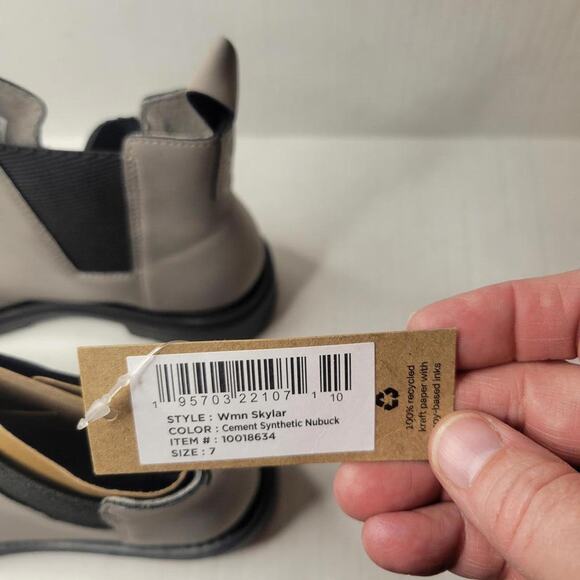 1 95703 22107 1 10
STYLE : Wmn Skylar
COLOR : Cement Synthetic Nubuck
ITEM # : 10018634
SIZE : 7
100% recycled
kraft paper with
soy-based inks